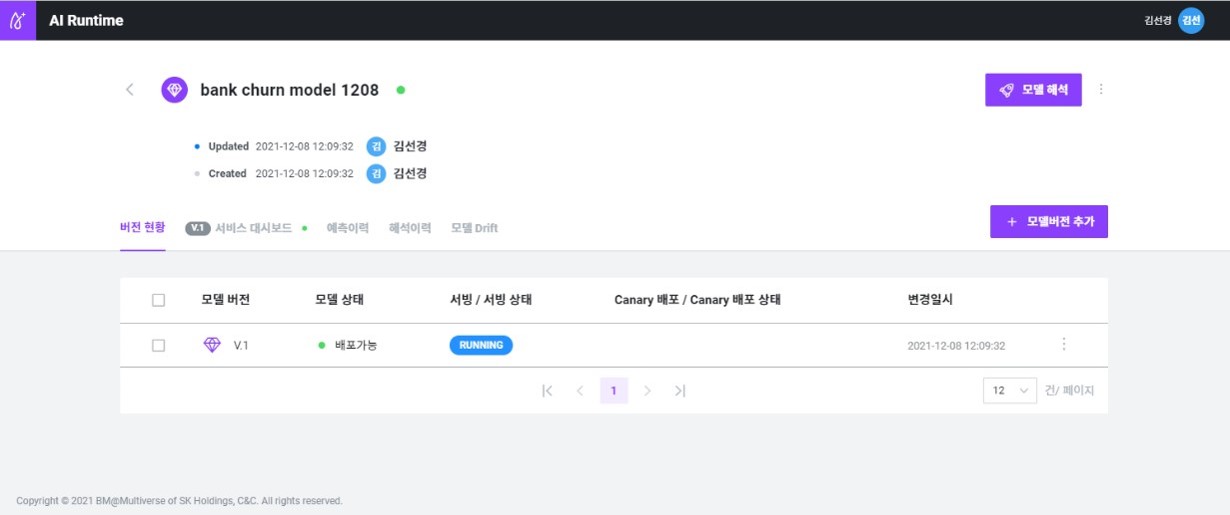 AI Runtime 김선경 김선
bank churn model 1208 모델 해석
Updated 2021-12-08 12:09:32 김 김선경
Created 2021-12-08 12:09:32 김 김선경
버전 현황 V.1 서비스 대시보드 예측이력 해석이력 모델 Drift + 모델버전 추가
모델 버전 모델 상태 서빙 / 서빙 상태 Canary 배포 / Canary 배포 상태 변경일시
V.1 배포가능 RUNNING 2021-12-08 12:09:32
1 12 건/ 페이지
Copyright © 2021 BM@Multiverse of SK Holdings, C&C. All rights reserved.